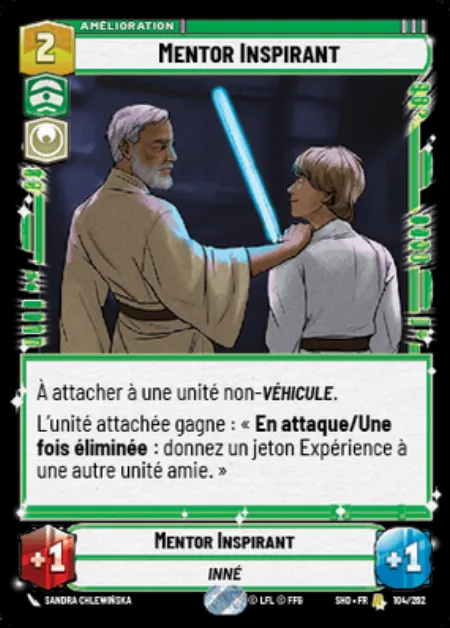 AMÉLIORATION
2
MENTOR INSPIRANT
À attacher à une unité non-VÉHICULE.
L'unité attachée gagne : « En attaque/Une
fois éliminée : donnez un jeton Expérience à
une autre unité amie. »
+1
MENTOR INSPIRANT
+1
INNÉ
SANDRA CHLEWIŃSKA
© LFL © FFG
SHD • FR
104/262